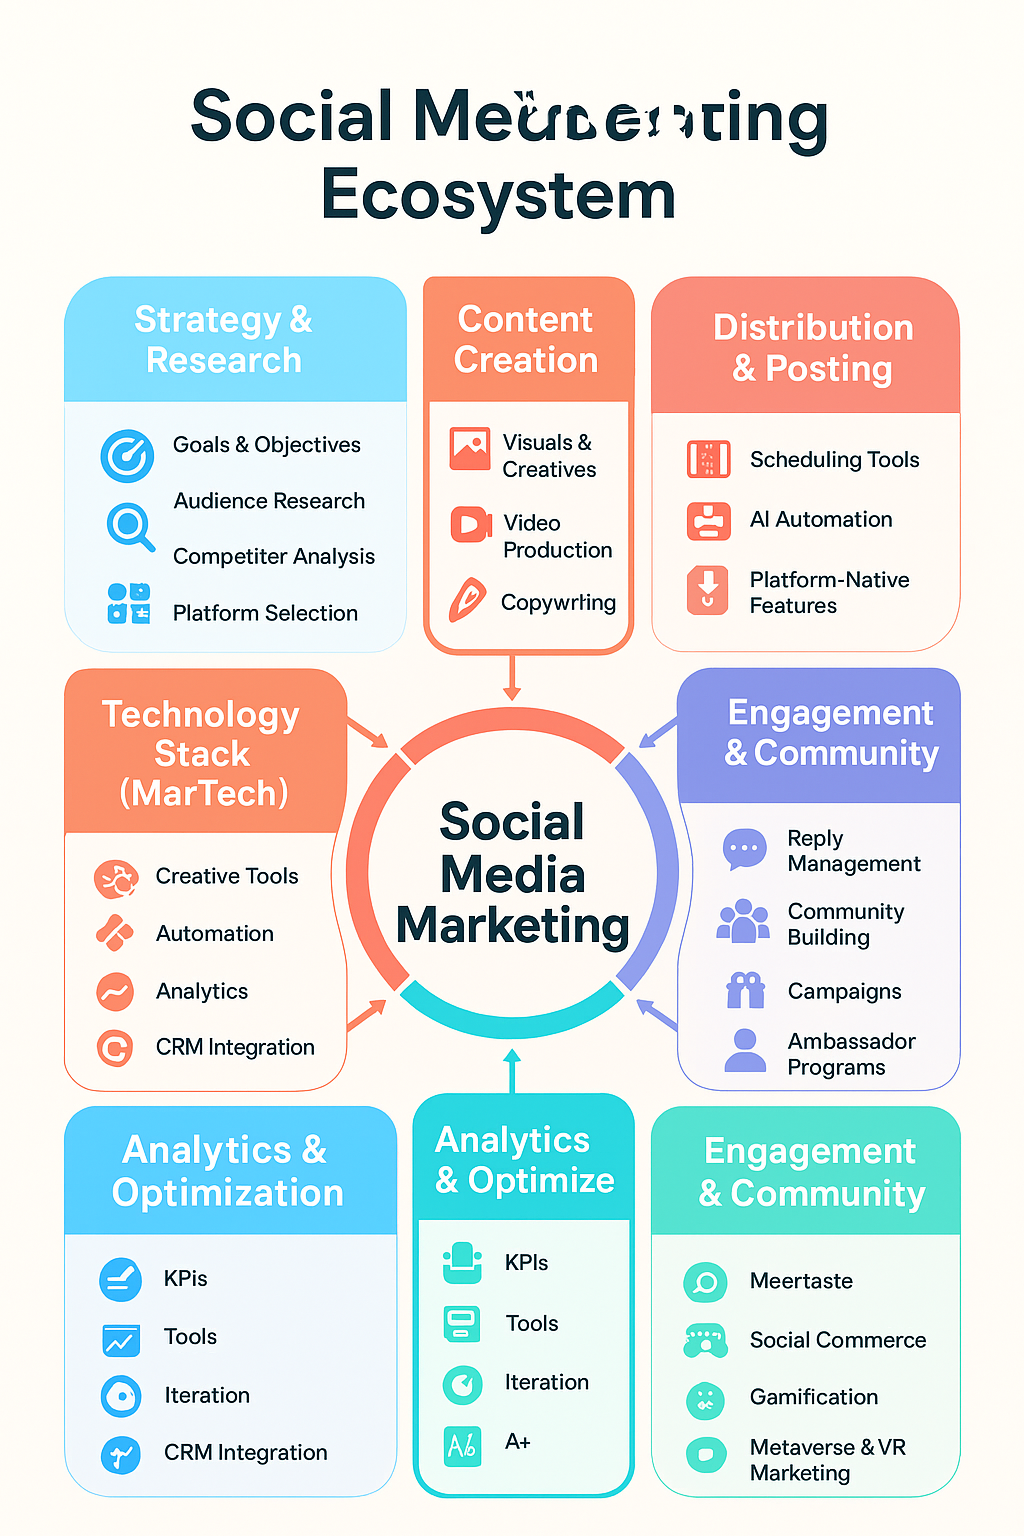 Social
Ecosystem
Strategy &
Research
Goals & Objectives
Audience Research
Competiter Analysis
Platform Selection
Content
Creation
Visuals &
Creatives
Video
Production
Copywrling
Distribution
& Posting
Scheduling Tools
AI Automation
Platform-Native
Features
Technology
Stack
(MarTech)
Creative Tools
Automation
Analytics
CRM Integration
Social
Media
Marketing
Engagement
& Community
Reply
Management
Community
Building
Campaigns
Ambassador
Programs
Analytics &
Optimization
KPis
Tools
Iteration
CRM Integration
Analytics
& Optimize
KPIs
Tools
Iteration
A+
Engagement
& Community
Meertaste
Social Commerce
Gamification
Metaverse & VR
Marketing